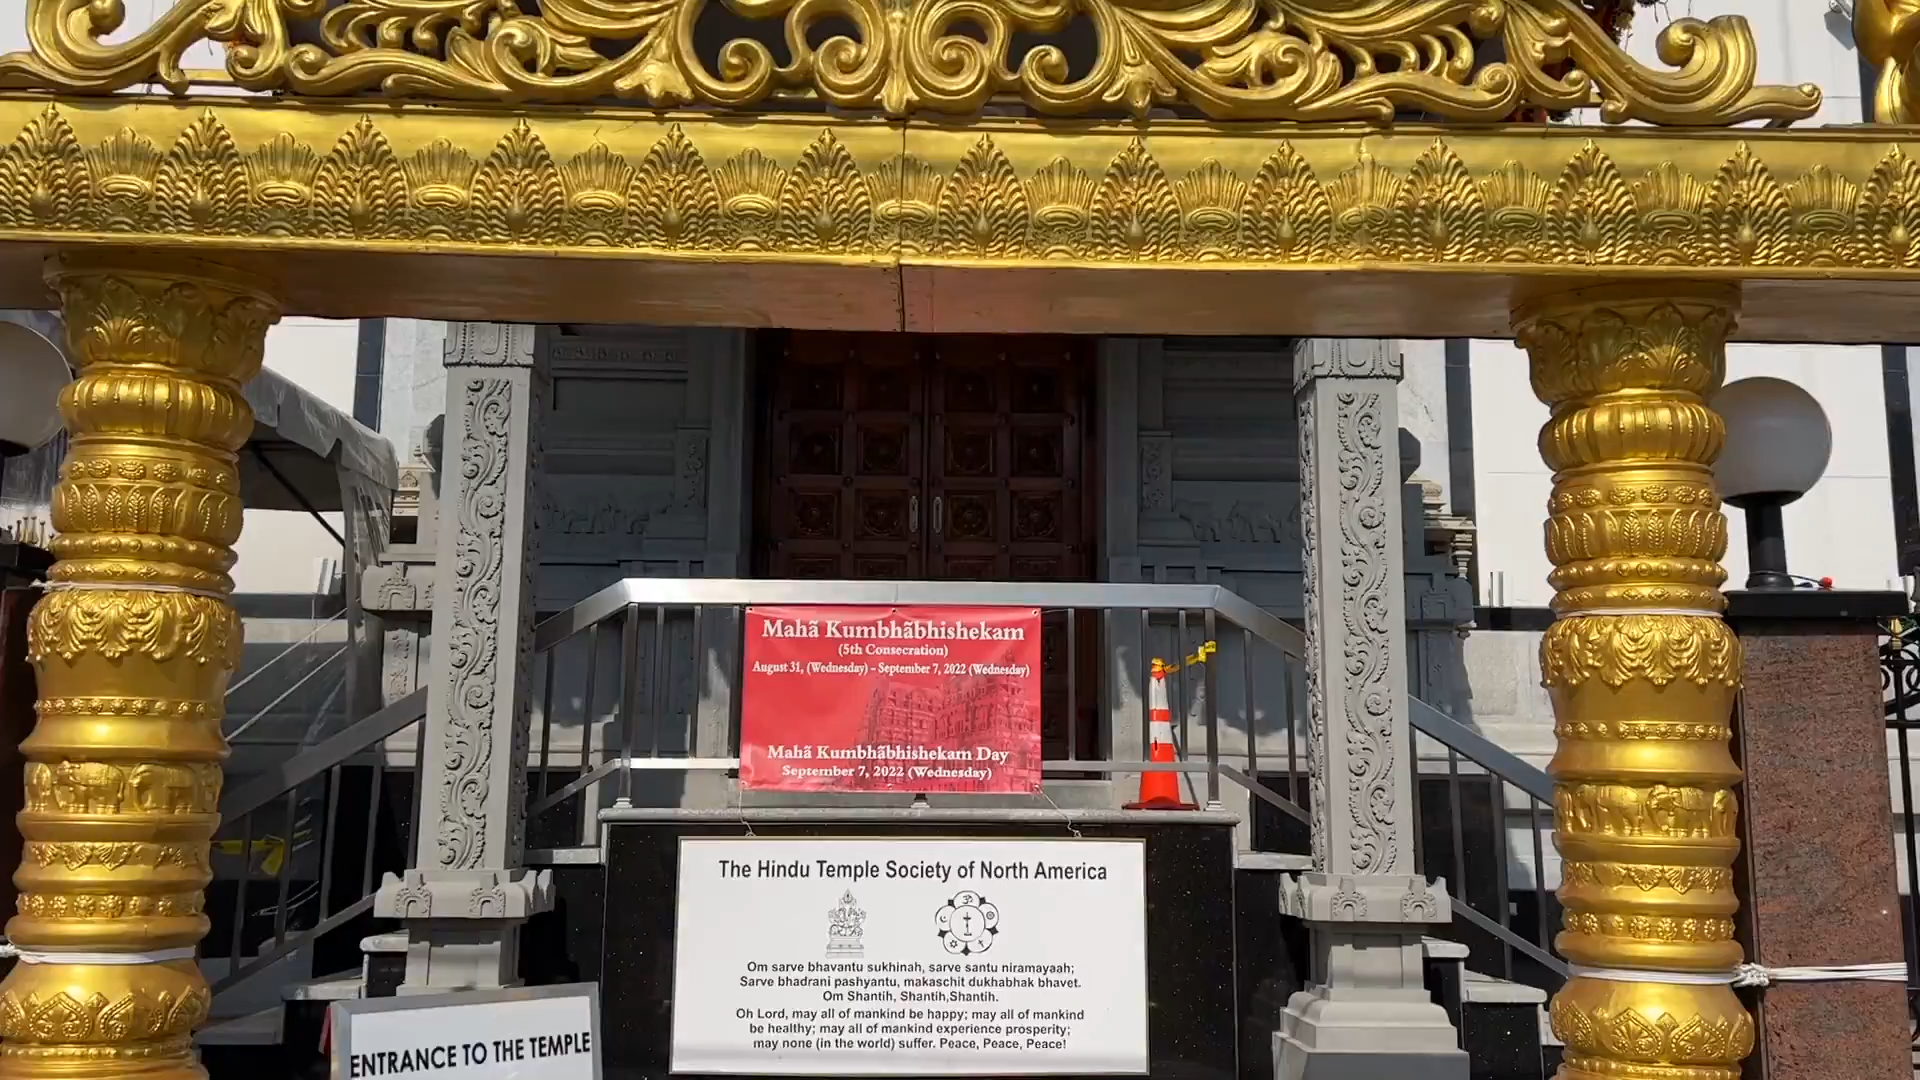 Mahã Kumbhãbhishekam
(5th Consecration)
August 31, (Wednesday) – September 7, 2022 (Wednesday)
Mahã Kumbhãbhishekam Day
September 7, 2022 (Wednesday)
The Hindu Temple Society of North America
ॐ
Om sarve bhavantu sukhinah, sarve santu niramayaah;
Sarve bhadrani pashyantu, makaschit dukhabhak bhavet.
Om Shantih, Shantih,Shantih.
Oh Lord, may all of mankind be happy; may all of mankind
be healthy; may all of mankind experience prosperity;
may none (in the world) suffer. Peace, Peace, Peace!
ENTRANCE TO THE TEMPLE